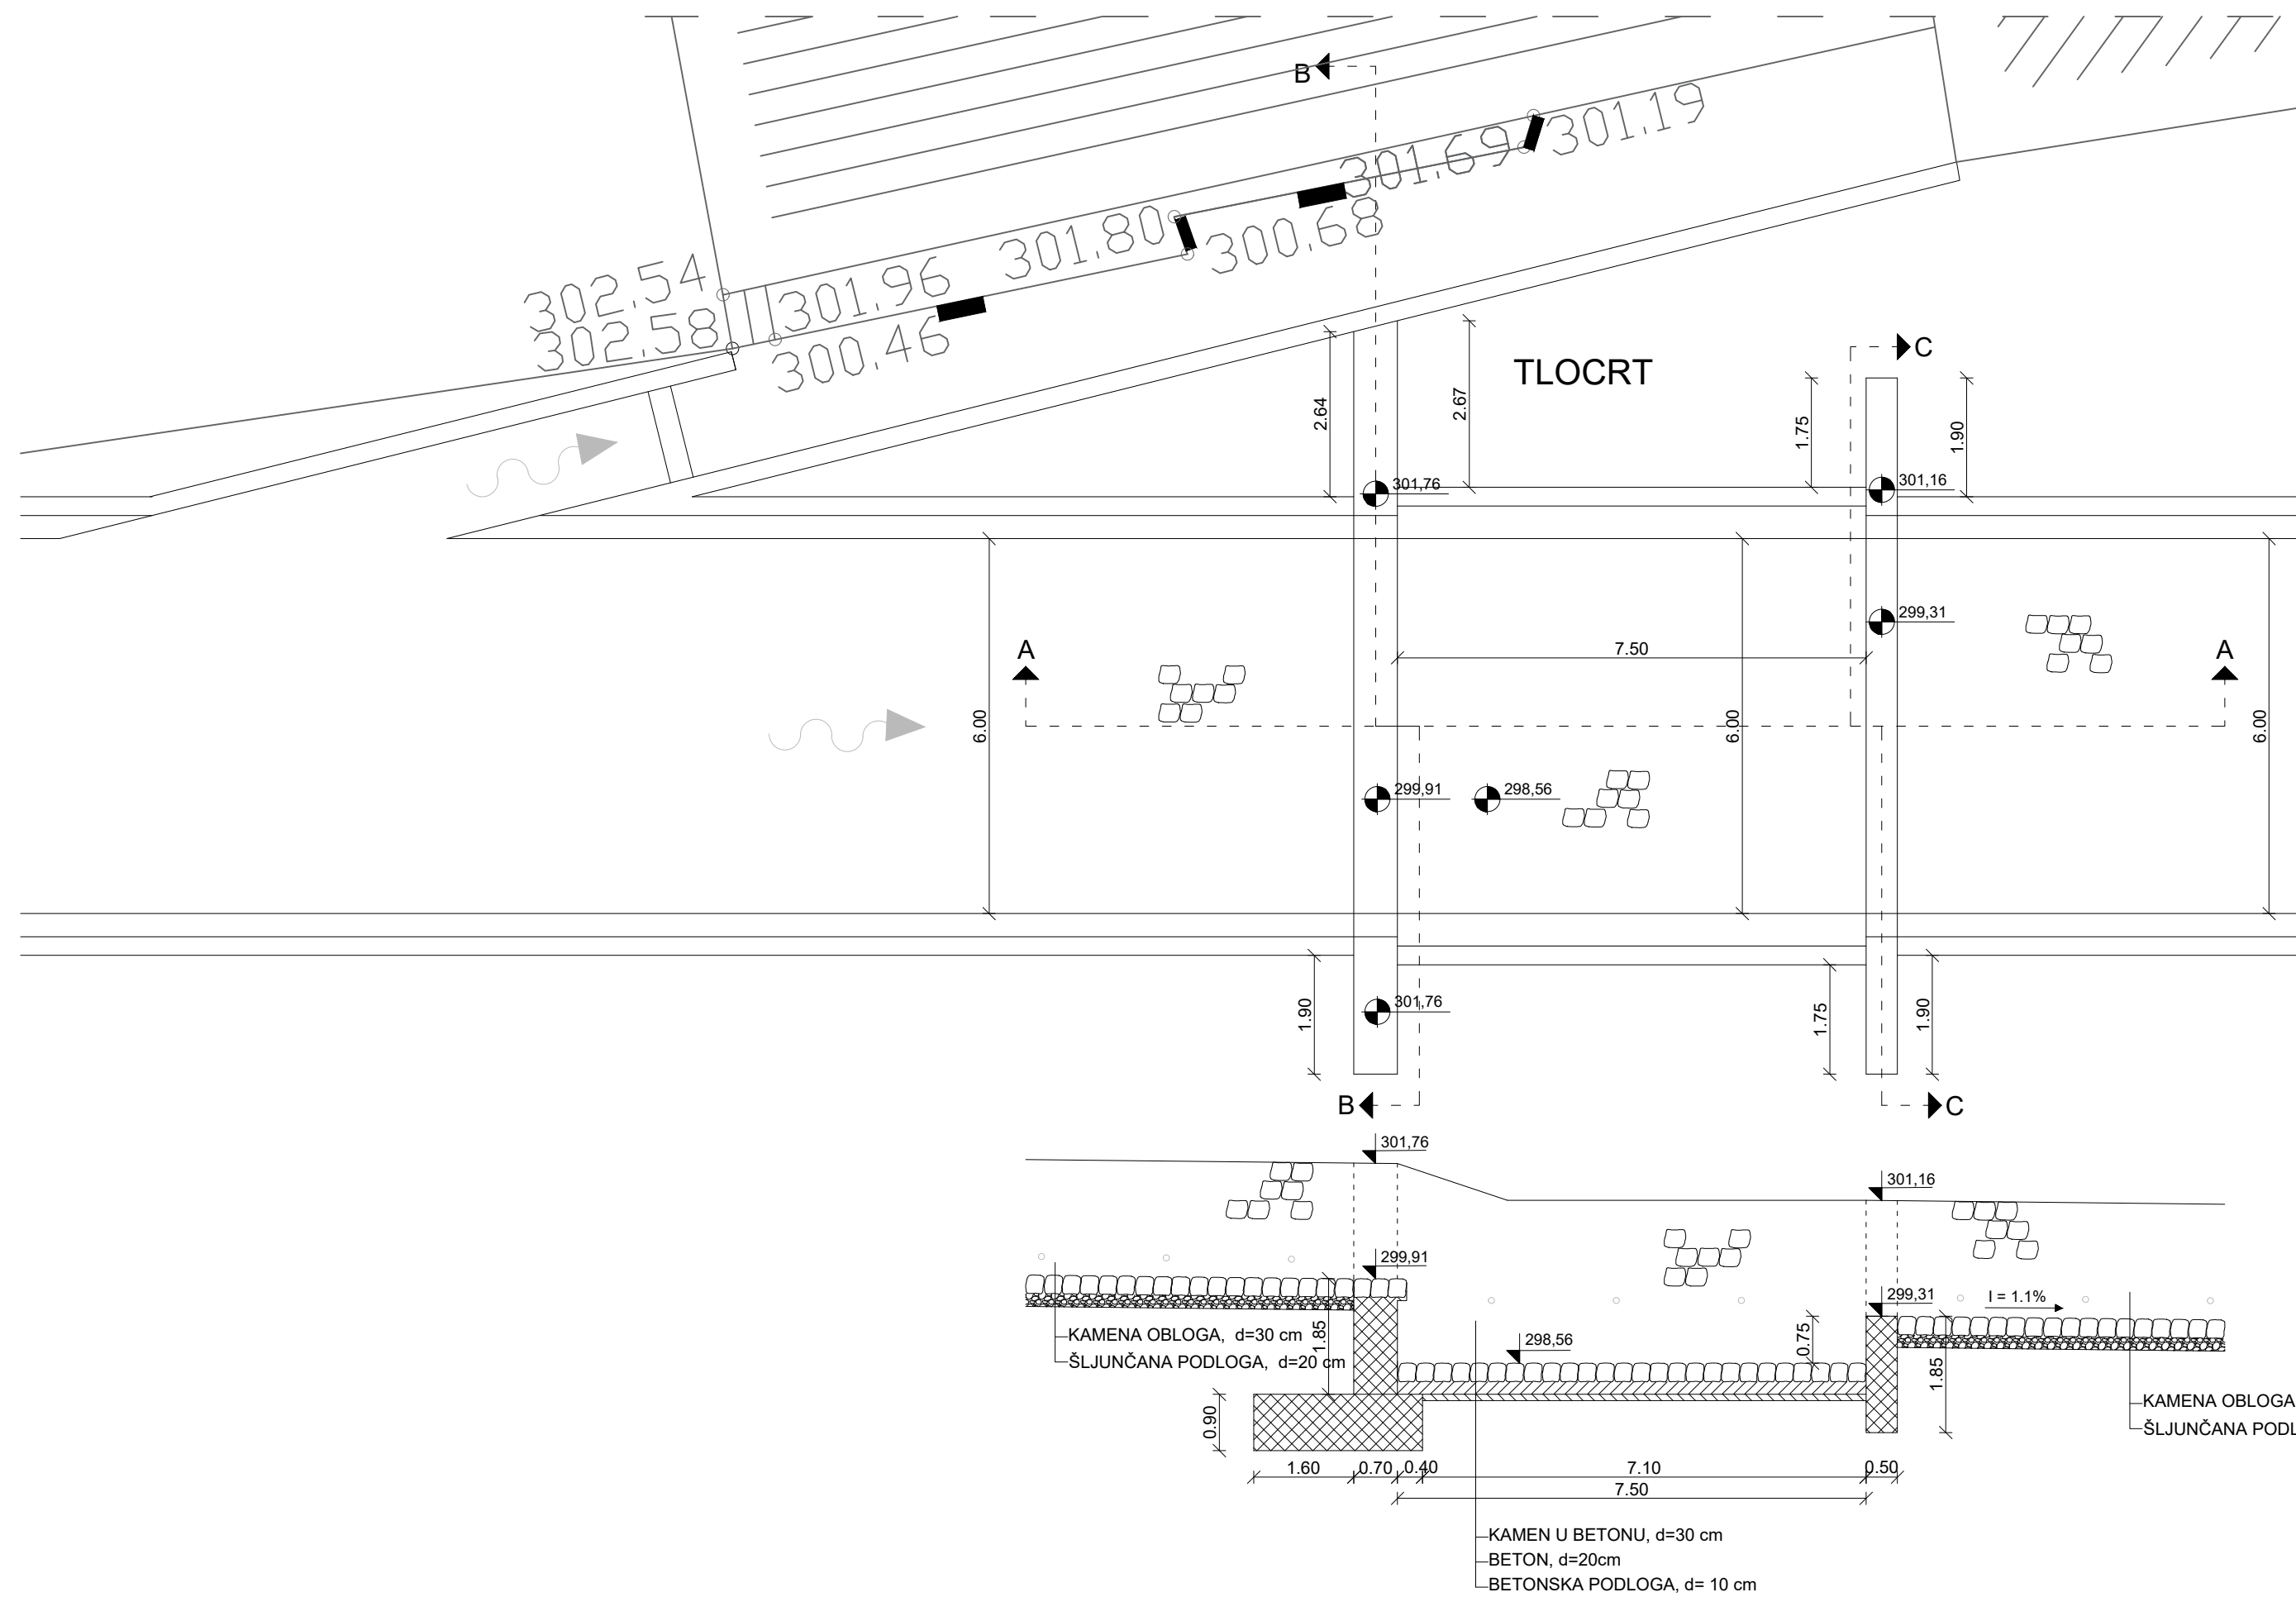 B
301.19
301.69
301.80
300.68
302.54
301.96
302.58
300.46
C
TLOCRT
2.64
2.67
1.75
1.90
301,76
301,16
299,31
A
A
7.50
6.00
6.00
6.00
299,91
298,56
1.90
301,76
1.75
1.90
B
C
301,76
301,16
299,91
299,31
I = 1.1%
KAMENA OBLOGA, d=30 cm
1.85
298,56
0.75
ŠLJUNČANA PODLOGA, d=20 cm
1.85
KAMENA OBLOGA
0.90
ŠLJUNČANA PODL
1.60
0.70
0.40
7.10
0.50
7.50
KAMEN U BETONU, d=30 cm
BETON, d=20cm
BETONSKA PODLOGA, d= 10 cm